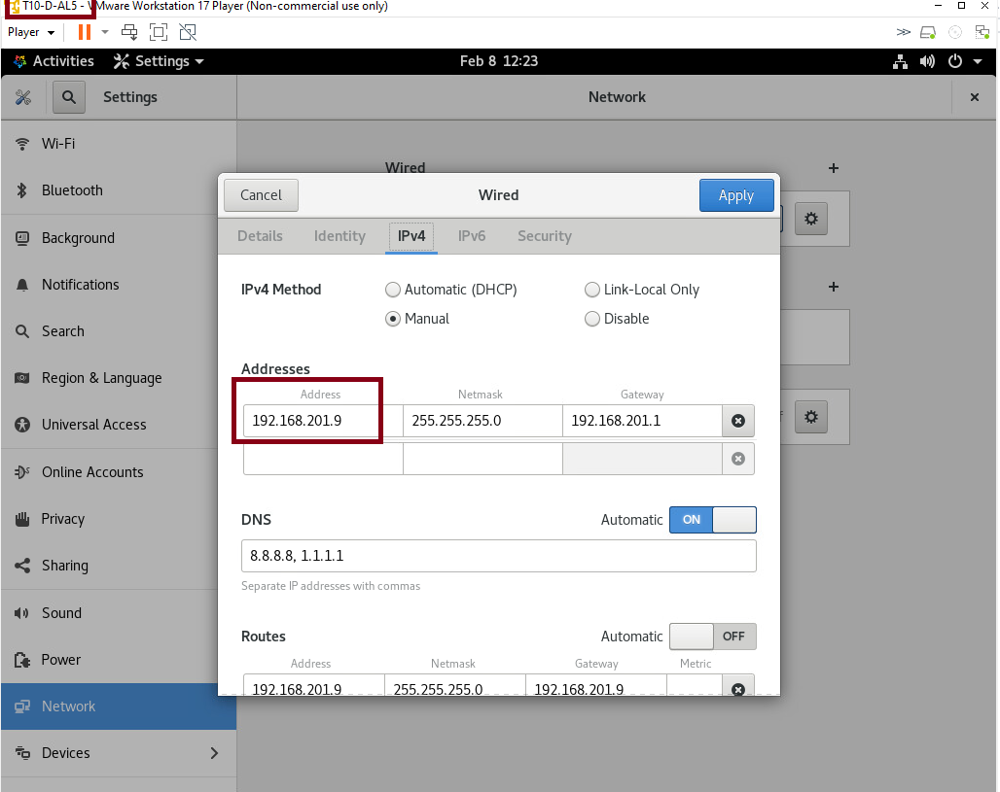 T10-D-AL5 - VMware Workstation 17 Player (Non-commercial use only)
Player
Activities Settings Feb 8 12:23
Settings Network
Wi-Fi
Bluetooth
Background
Notifications
Search
Region & Language
Universal Access
Online Accounts
Privacy
Sharing
Sound
Power
Network
Devices
Wired
Cancel Wired Apply
Details Identity IPv4 IPv6 Security
IPv4 Method Automatic (DHCP) Link-Local Only
Manual Disable
Addresses
Address Netmask Gateway
192.168.201.9 255.255.255.0 192.168.201.1
DNS Automatic ON
8.8.8.8, 1.1.1.1
Separate IP addresses with commas
Routes Automatic OFF
Address Netmask Gateway Metric
192.168.201.9 255.255.255.0 192.168.201.9